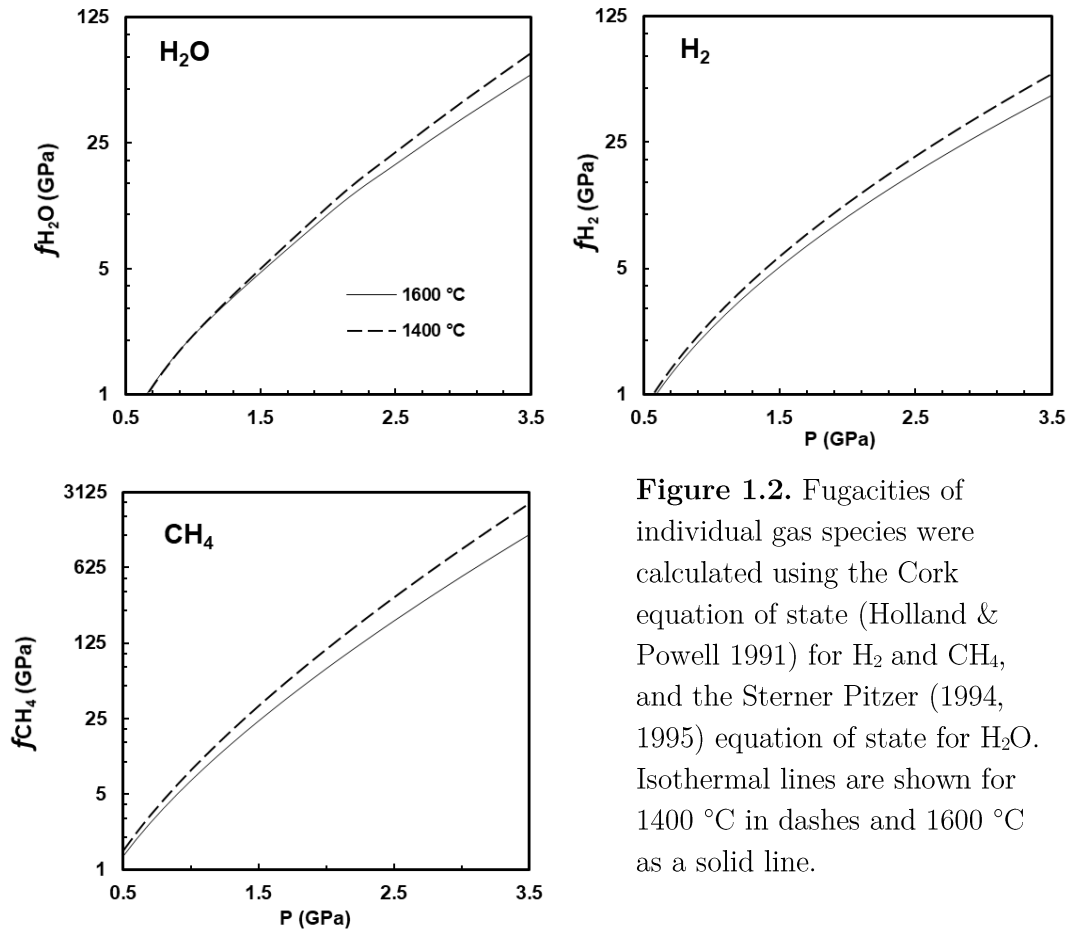 H₂O
fH₂O (GPa)
125
25
5
1
0.5 1.5 2.5 3.5
1600 °C
1400 °C
H₂
fH₂ (GPa)
125
25
5
1
0.5 1.5 2.5 3.5
P (GPa)
CH₄
fCH₄ (GPa)
3125
625
125
25
5
1
0.5 1.5 2.5 3.5
P (GPa)
Figure 1.2. Fugacities of
individual gas species were
calculated using the Cork
equation of state (Holland &
Powell 1991) for H₂ and CH₄,
and the Sterner Pitzer (1994,
1995) equation of state for H₂O.
Isothermal lines are shown for
1400 °C in dashes and 1600 °C
as a solid line.